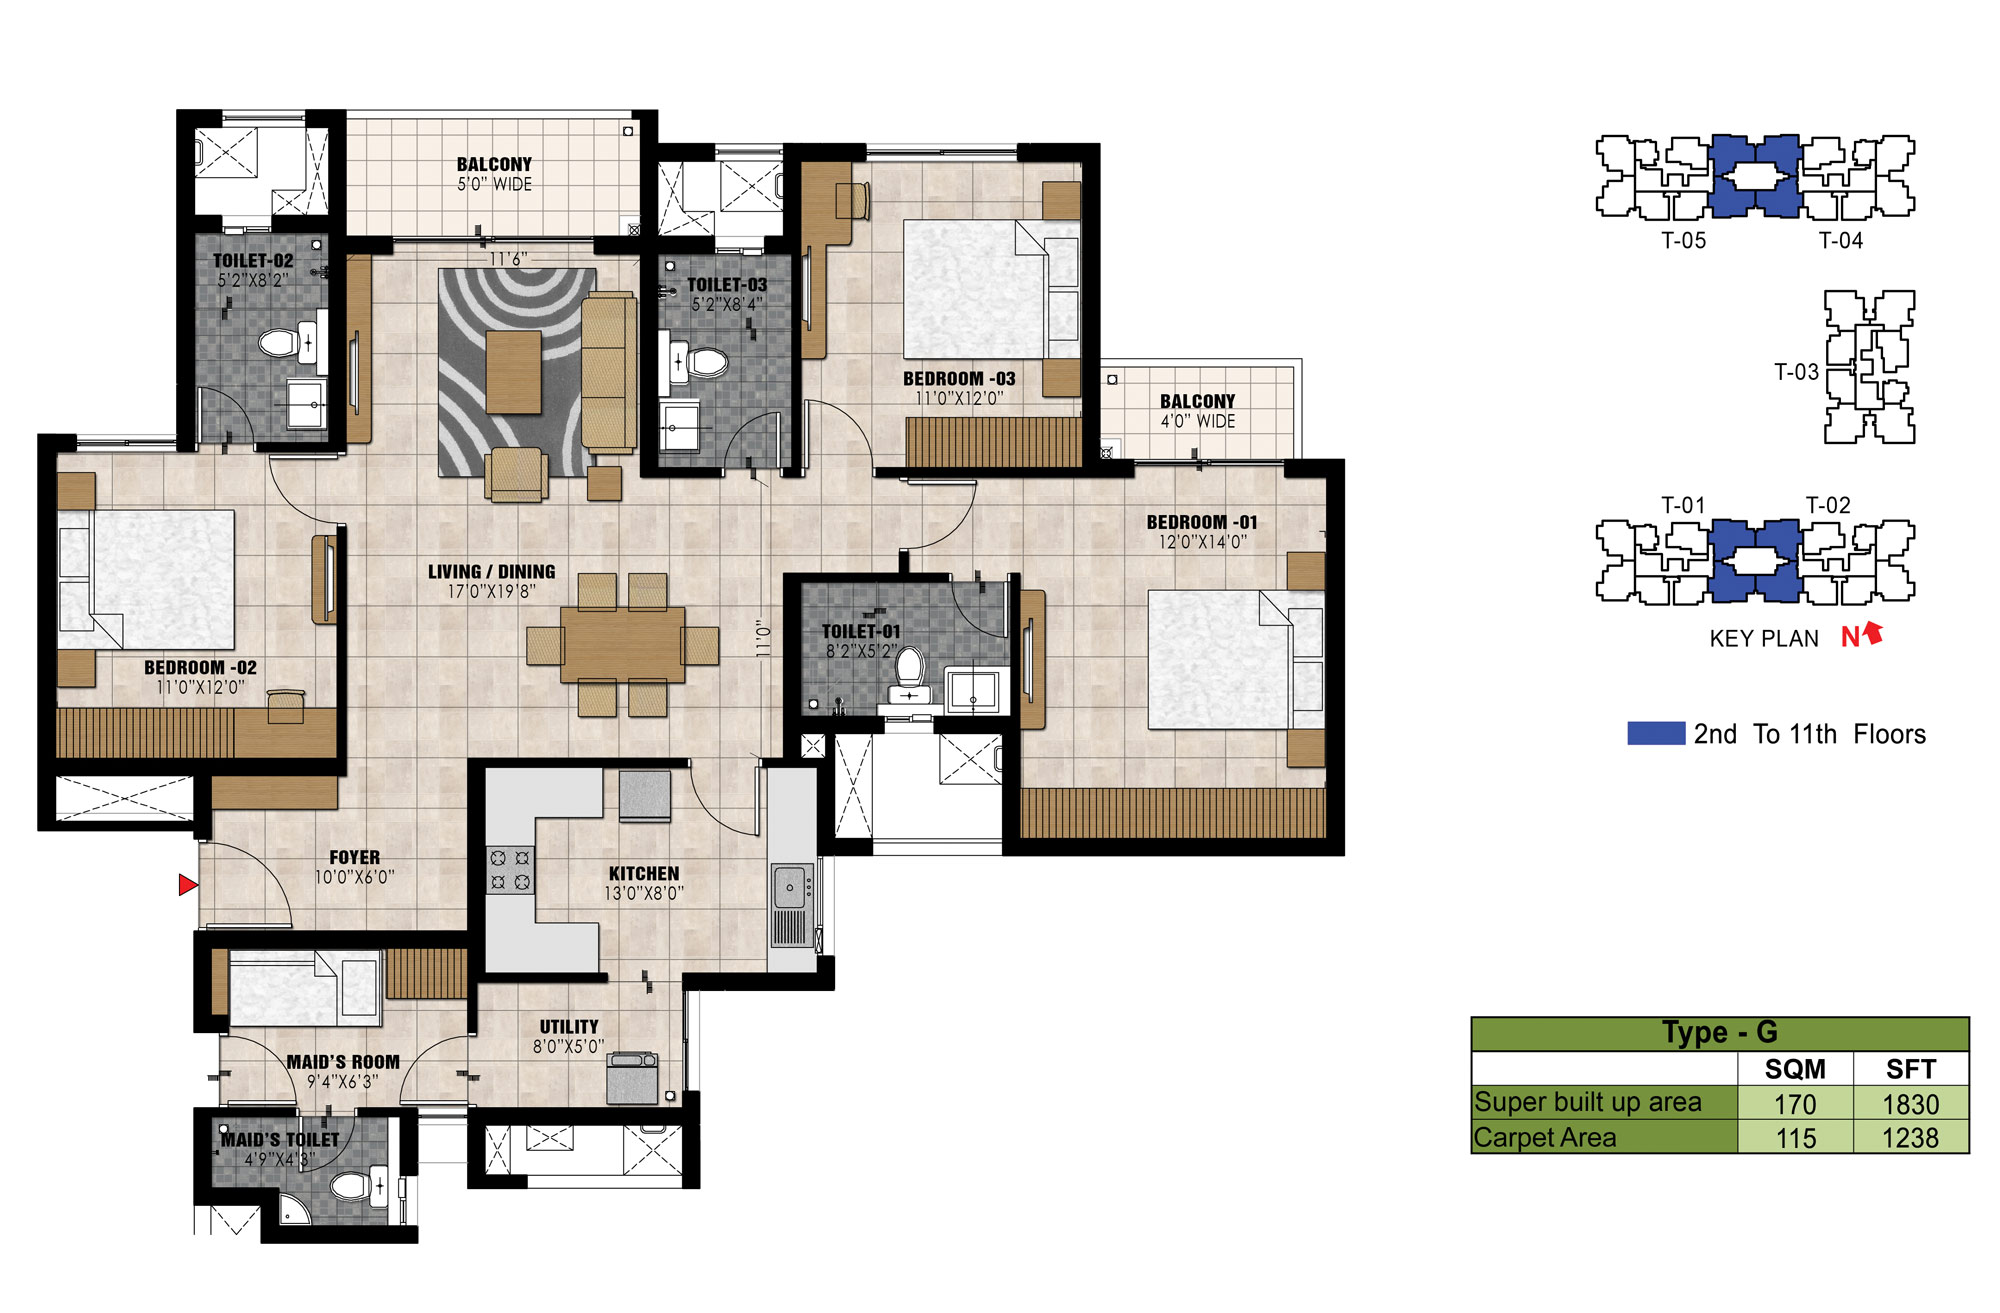 BALCONY
5'0" WIDE
11'6"
TOILET-02
5'2"X8'2"
TOILET-03
5'2"X8'4"
BEDROOM -03
11'0"X12'0"
BALCONY
4'0" WIDE
BEDROOM -01
12'0"X14'0"
LIVING / DINING
17'0"X19'8"
11'0"
TOILET-01
8'2"X5'2"
BEDROOM -02
11'0"X12'0"
FOYER
10'0"X6'0"
KITCHEN
13'0"X8'0"
UTILITY
8'0"X5'0"
MAID'S ROOM
9'4"X6'3"
MAID'S TOILET
4'9"X4'3"
T-05 T-04
T-03
T-01 T-02
KEY PLAN N
2nd To 11th Floors
Type - G
SQM SFT
Super built up area 170 1830
Carpet Area 115 1238